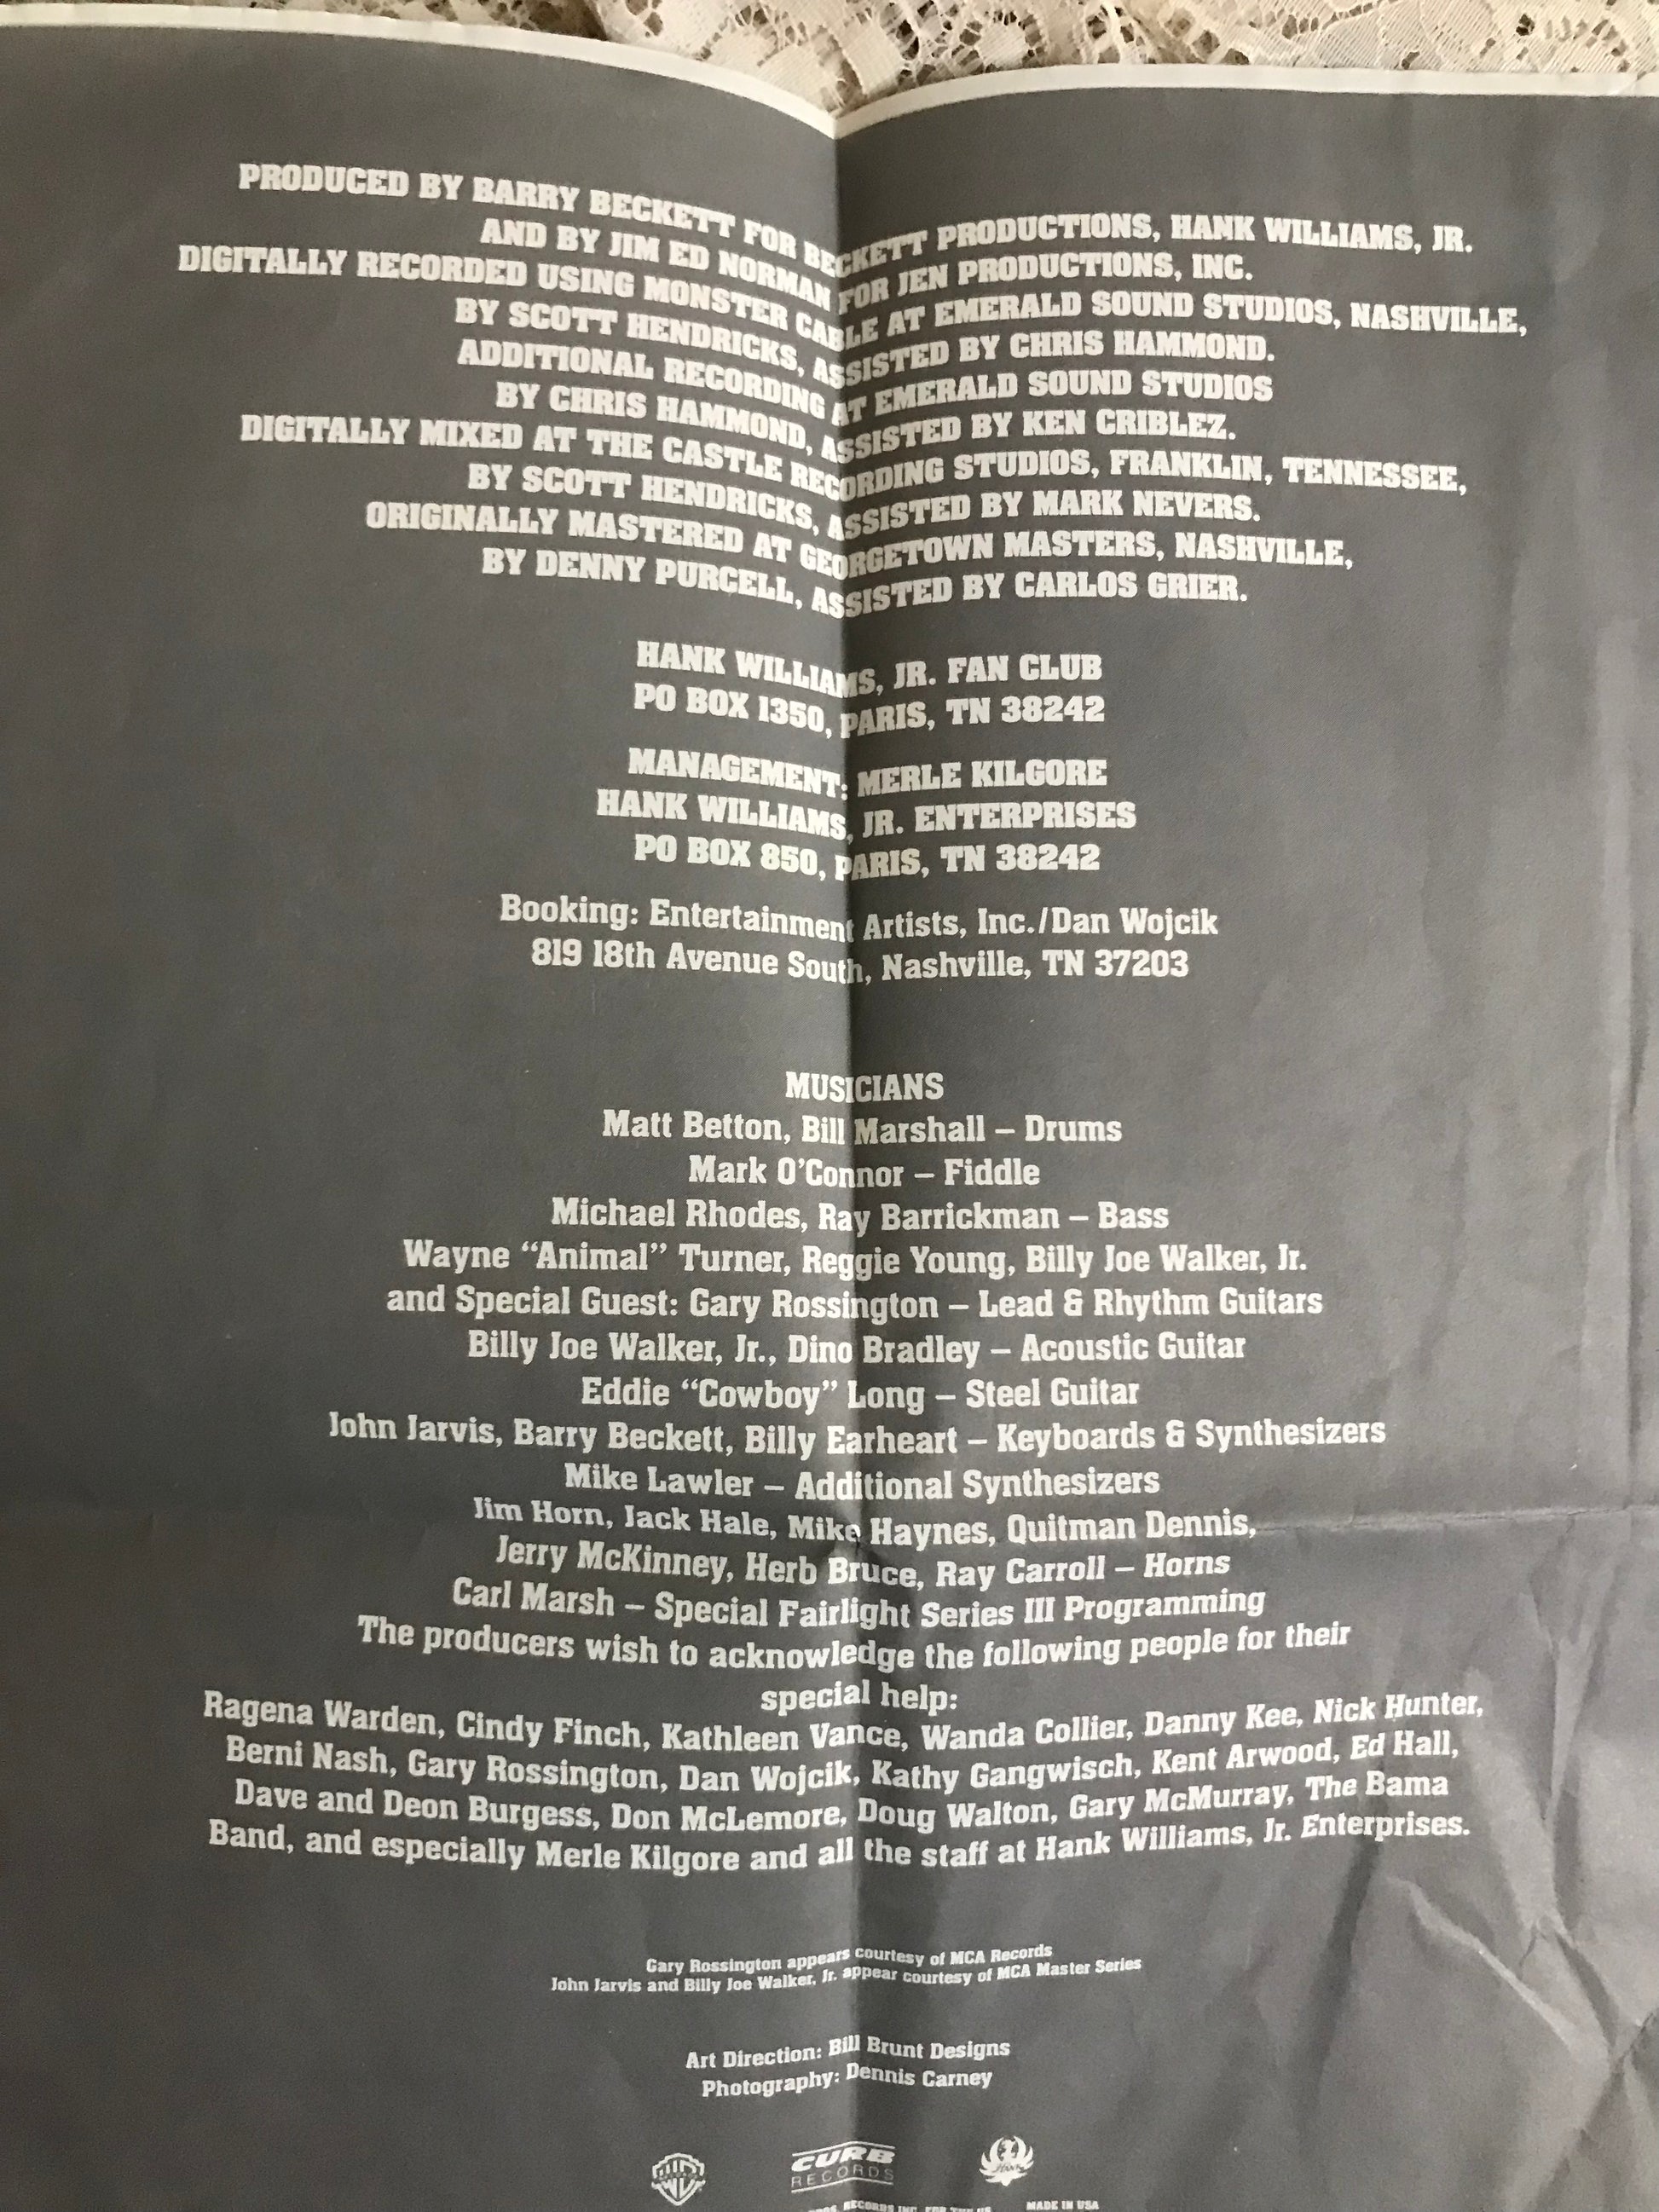 PRODUCED BY BARRY BECKETT FOR BECKETT PRODUCTIONS, HANK WILLIAMS, JR.
AND BY JIM ED NORMAN FOR JEN PRODUCTIONS, INC.
DIGITALLY RECORDED USING MONSTER CABLE AT EMERALD SOUND STUDIOS, NASHVILLE,
BY SCOTT HENDRICKS, ASSISTED BY CHRIS HAMMOND.
ADDITIONAL RECORDING AT EMERALD SOUND STUDIOS
BY CHRIS HAMMOND, ASSISTED BY KEN CRIBLEZ.
DIGITALLY MIXED AT THE CASTLE RECORDING STUDIOS, FRANKLIN, TENNESSEE,
BY SCOTT HENDRICKS, ASSISTED BY MARK NEVERS.
ORIGINALLY MASTERED AT GEORGETOWN MASTERS, NASHVILLE,
BY DENNY PURCELL, ASSISTED BY CARLOS GRIER.
HANK WILLIAMS, JR. FAN CLUB
PO BOX 1350, PARIS, TN 38242
MANAGEMENT: MERLE KILGORE
HANK WILLIAMS, JR. ENTERPRISES
PO BOX 850, PARIS, TN 38242
Booking: Entertainment Artists, Inc./Dan Wojcik
819 18th Avenue South, Nashville, TN 37203
MUSICIANS
Matt Betton, Bill Marshall – Drums
Mark O'Connor – Fiddle
Michael Rhodes, Ray Barrickman – Bass
Wayne “Animal” Turner, Reggie Young, Billy Joe Walker, Jr.
and Special Guest: Gary Rossington – Lead & Rhythm Guitars
Billy Joe Walker, Jr., Dino Bradley – Acoustic Guitar
Eddie “Cowboy” Long – Steel Guitar
John Jarvis, Barry Beckett, Billy Earheart – Keyboards & Synthesizers
Mike Lawler – Additional Synthesizers
Jim Horn, Jack Hale, Mike Haynes, Quitman Dennis,
Jerry McKinney, Herb Bruce, Ray Carroll – Horns
Carl Marsh – Special Fairlight Series III Programming
The producers wish to acknowledge the following people for their
special help:
Ragena Warden, Cindy Finch, Kathleen Vance, Wanda Collier, Danny Kee, Nick Hunter,
Berni Nash, Gary Rossington, Dan Wojcik, Kathy Gangwisch, Kent Arwood, Ed Hall,
Dave and Deon Burgess, Don McLemore, Doug Walton, Gary McMurray, The Bama
Band, and especially Merle Kilgore and all the staff at Hank Williams, Jr. Enterprises.
Gary Rossington appears courtesy of MCA Records
John Jarvis and Billy Joe Walker, Jr. appear courtesy of MCA Master Series
Art Direction: Bill Brunt Designs
Photography: Dennis Carney
CURB
RECORDS
RECORDS INC. FOR THE US MADE IN USA